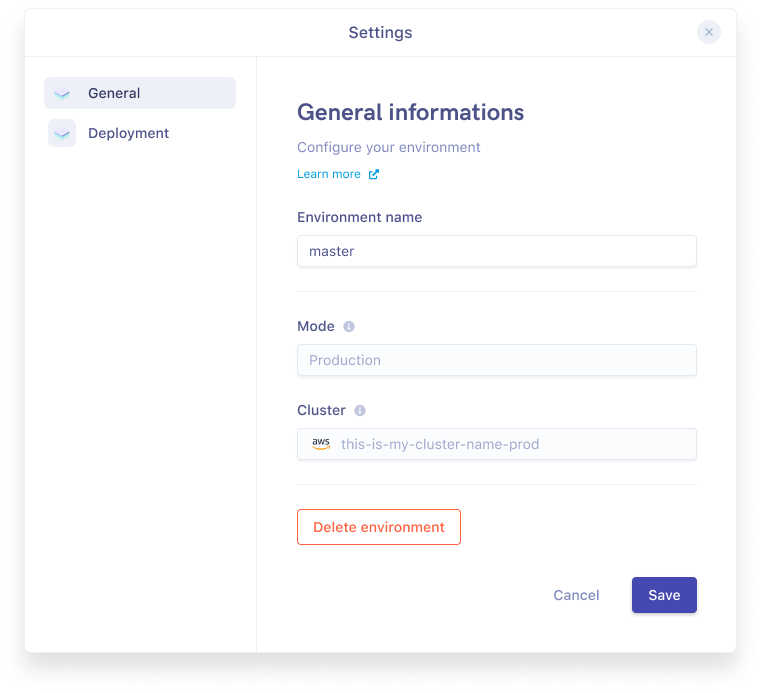 Settings
General
Deployment
General informations
Configure your environment
Learn more
Environment name
master
Mode
Production
Cluster
aws this-is-my-cluster-name-prod
Delete environment
Cancel
Save